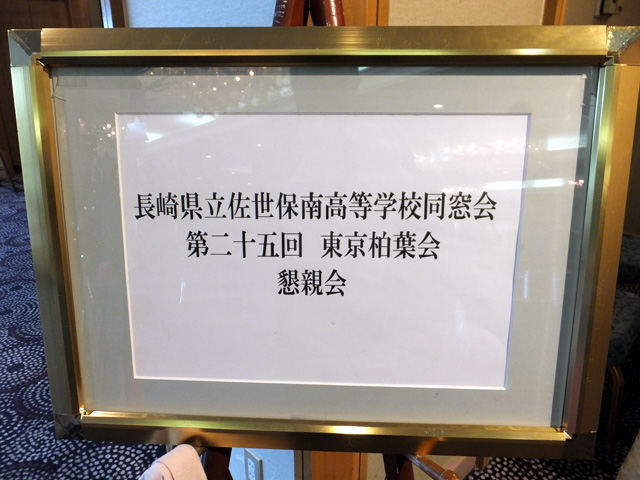 長崎県立佐世保南高等学校同窓会
第二十五回 東京柏葉会
懇親会